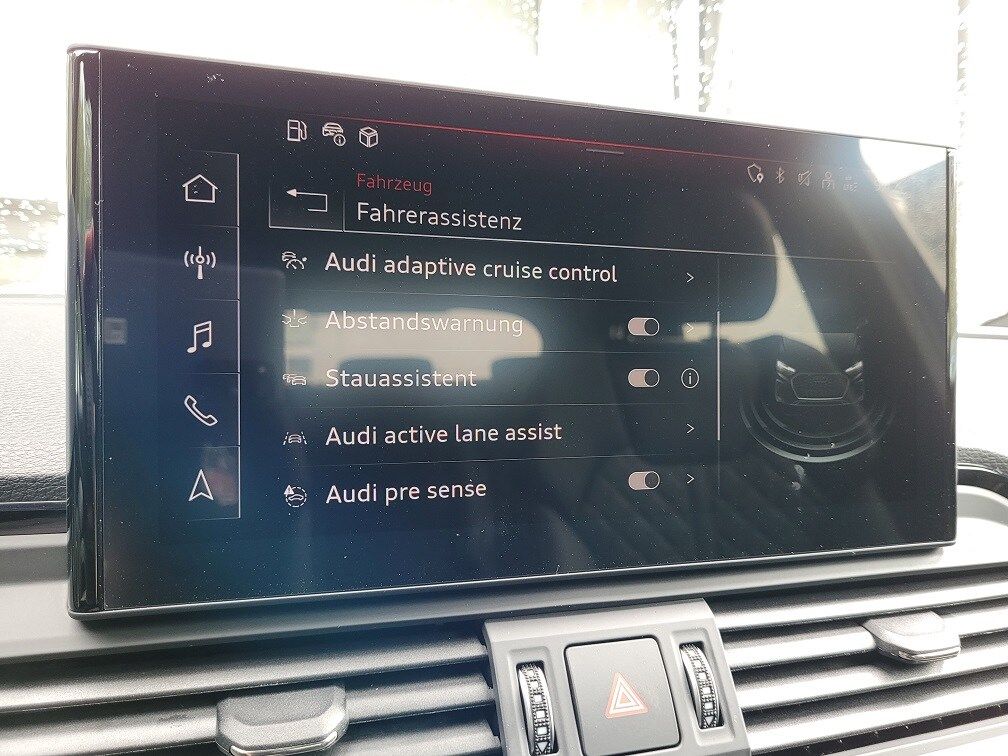 Fahrzeug
Fahrerassistenz
Audi adaptive cruise control
Abstandswarnung
Stauassistent
Audi active lane assist
Audi pre sense